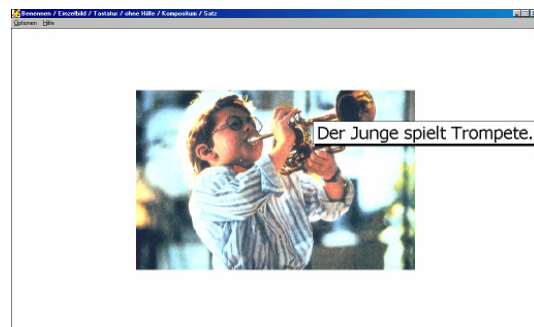 Benennen / Einzelbild / Tastatur / ohne Hilfe / Kompositum / Satz
Optionen Hilfe
Der Junge spielt Trompete.